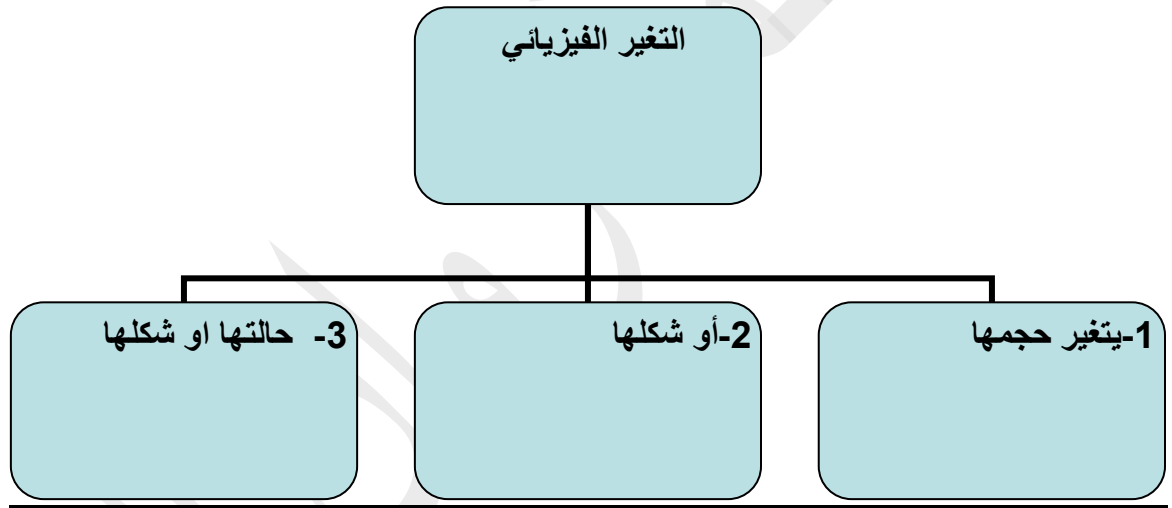 التغير الفيزيائي
1-يتغير حجمها
2-أو شكلها
3- حالتها او شكلها